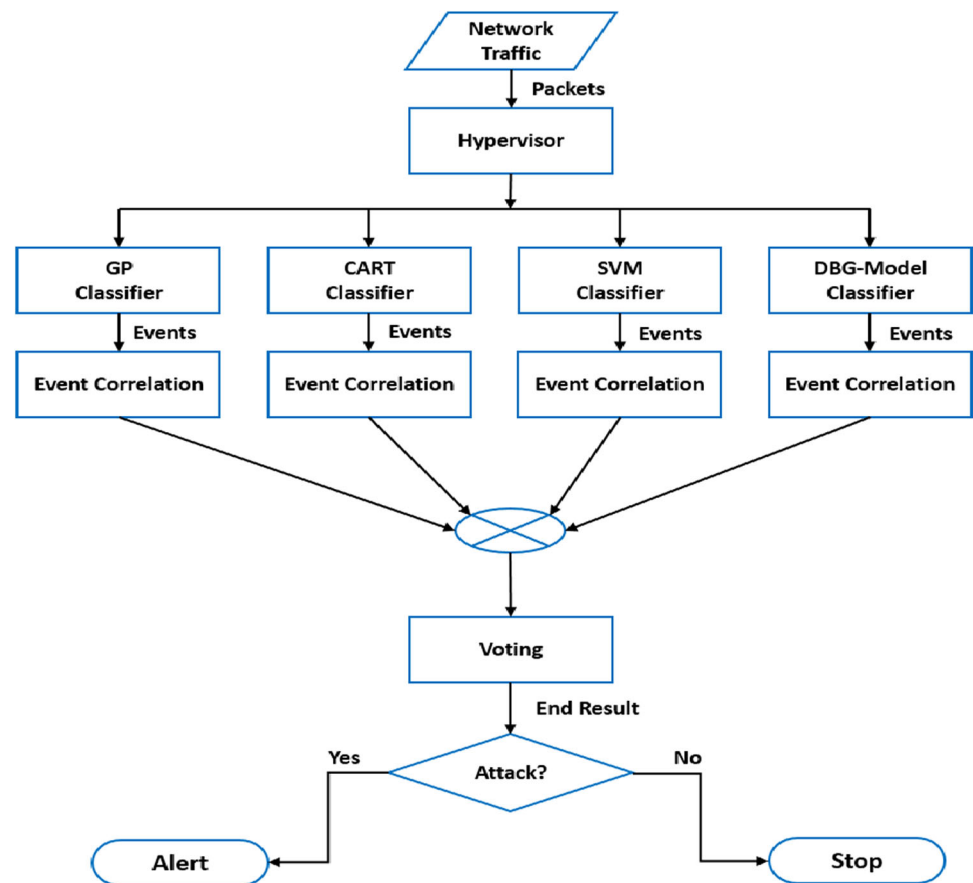 Network
Traffic
Packets
Hypervisor
GP
Classifier
CART
Classifier
SVM
Classifier
DBG-Model
Classifier
Events
Events
Events
Events
Event Correlation
Event Correlation
Event Correlation
Event Correlation
Voting
End Result
Yes
Attack?
No
Alert
Stop